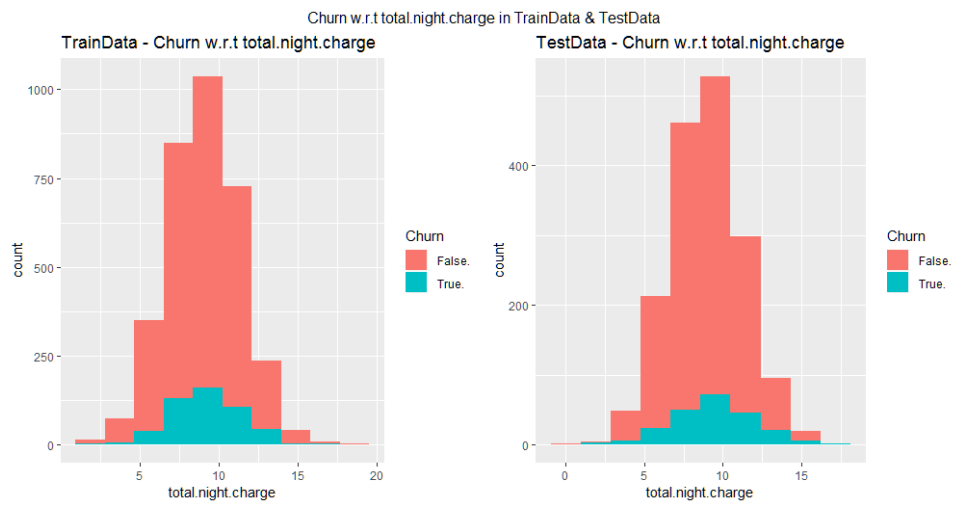 Churn w.r.t total.night.charge in TrainData & TestData
TrainData - Churn w.r.t total.night.charge
1000
750
500
250
0
count
5
10
15
20
total.night.charge
Churn
False.
True.
TestData - Churn w.r.t total.night.charge
400
200
0
count
0
5
10
15
total.night.charge
Churn
False.
True.